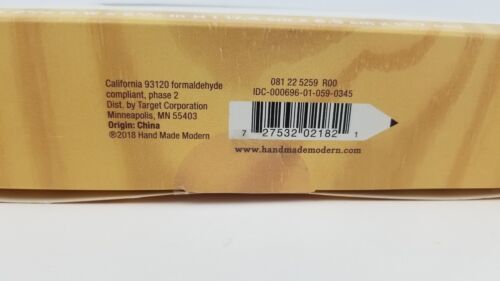 California 93120 formaldehyde
compliant, phase 2
Dist. by Target Corporation
Minneapolis, MN 55403
Origin: China
®2018 Hand Made Modern
081 22 5259 R00
IDC-000696-01-059-0345
7 27532 02182 1
www.handmademodern.com